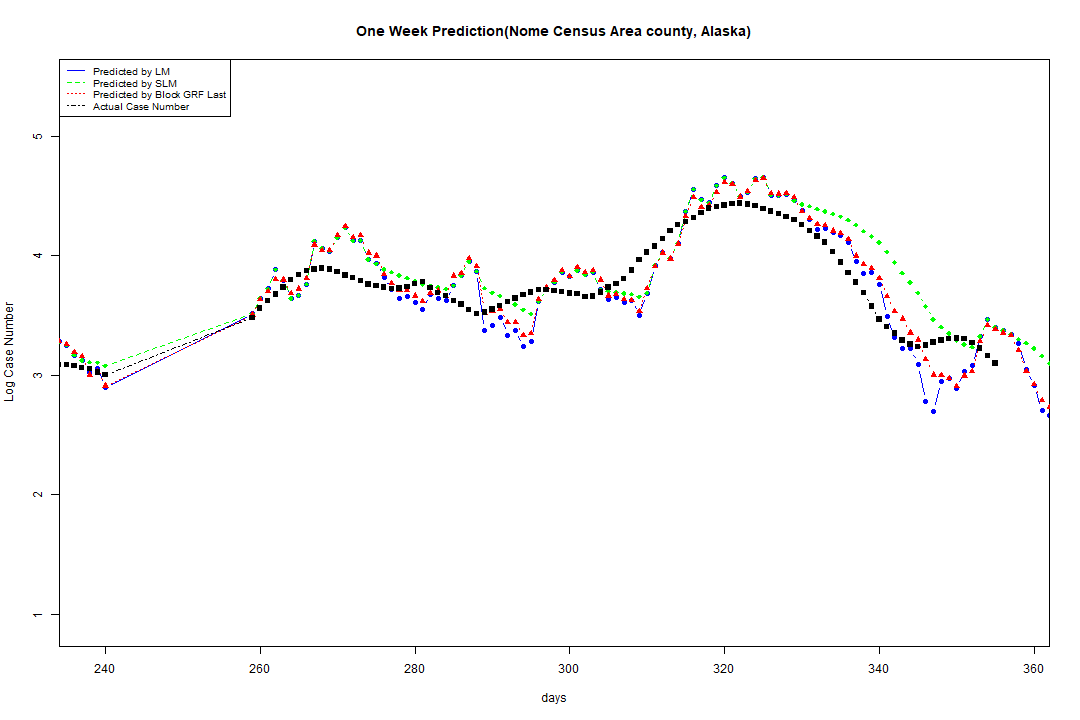 One Week Prediction(Nome Census Area county, Alaska)
Predicted by LM
Predicted by SLM
Predicted by Block GRF Last
Actual Case Number
5
4
3
2
1
Log Case Number
240 260 280 300 320 340 360
days